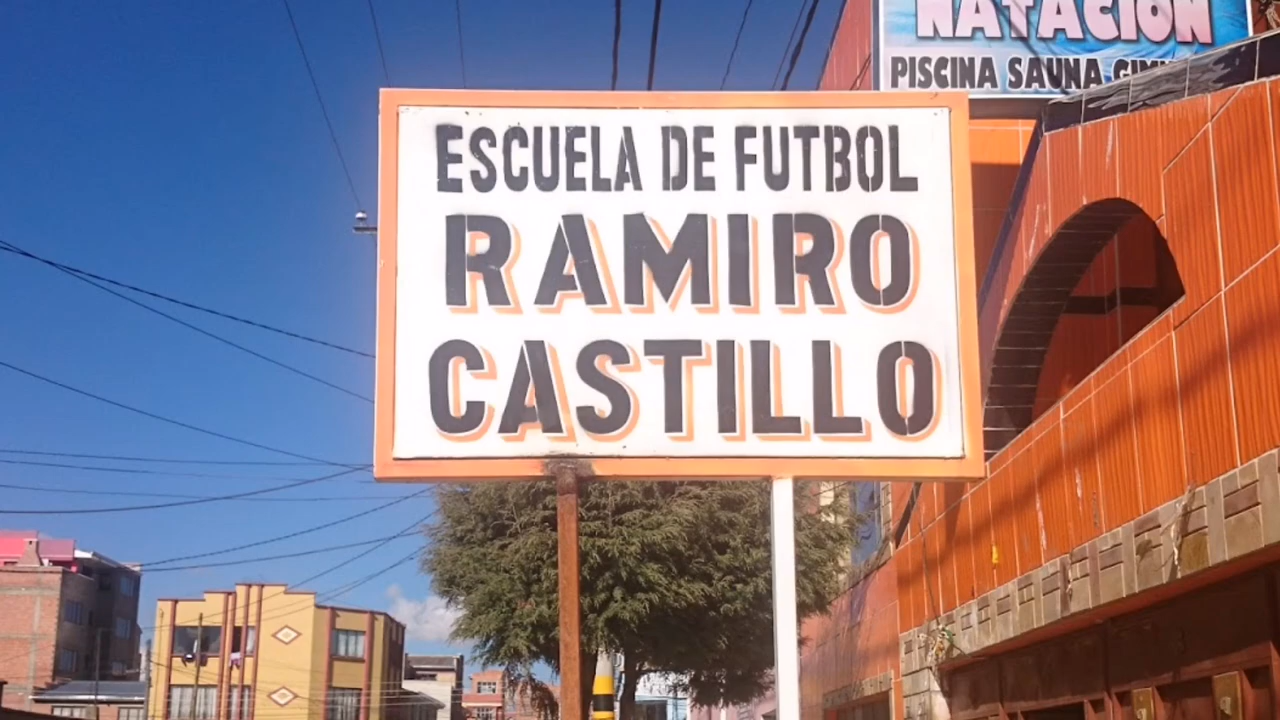 NATACION
PISCINA SAUNA
ESCUELA DE FUTBOL
RAMIRO
CASTILLO